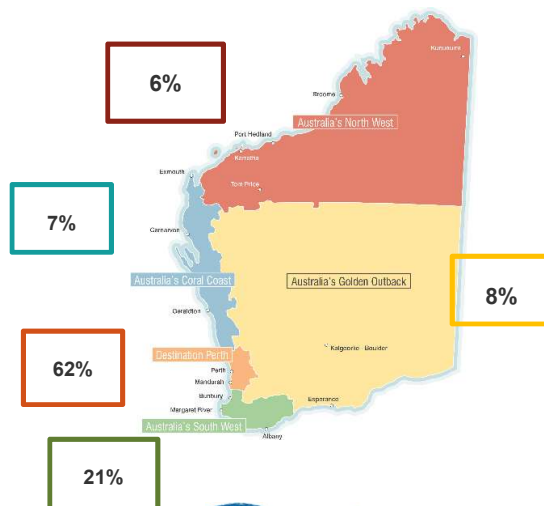 Kununurra
6%
Broome
Australia's North West
Port Hedland
Karratha
Exmouth
Tom Price
7%
Carnarvon
Australia's Coral Coast
Australia's Golden Outback
8%
Geraldton
Kalgoorlie - Boulder
Destination Perth
62%
Perth
Mandurah
Bunbury
Esperance
Margaret River
Australia's South West
Albany
21%